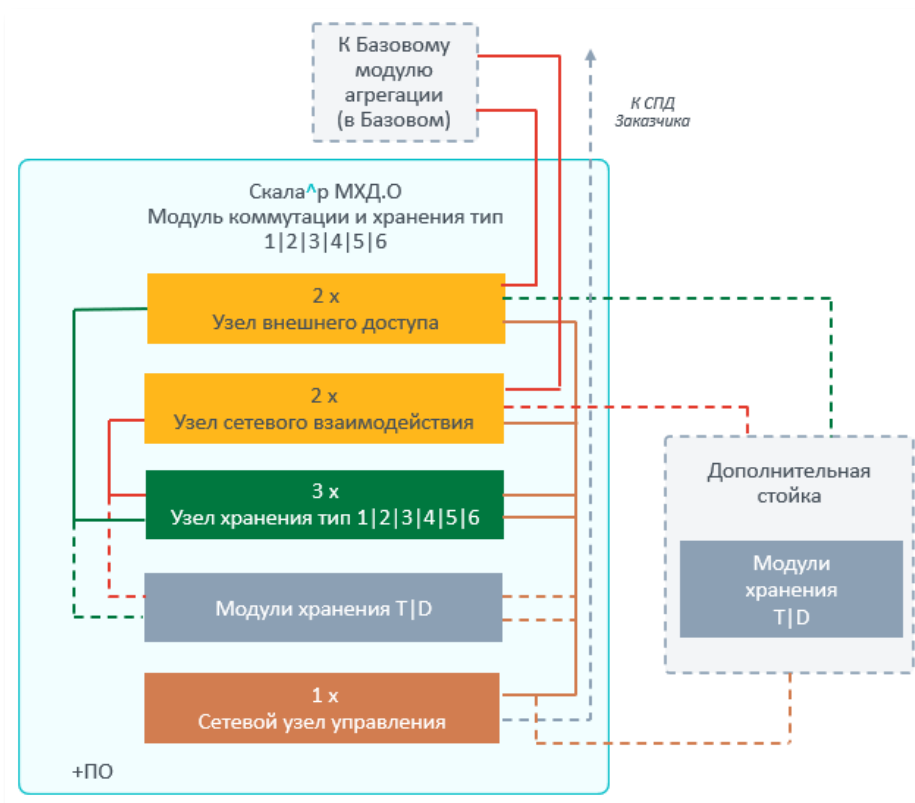 К Базовому
модулю
агрегации
(в Базовом)
К СПД
Заказчика
Скала^р МХД.О
Модуль коммутации и хранения тип
1|2|3|4|5|6
2 x
Узел внешнего доступа
2 x
Узел сетевого взаимодействия
3 x
Узел хранения тип 1|2|3|4|5|6
Модули хранения T|D
1 x
Сетевой узел управления
+ПО
Дополнительная
стойка
Модули
хранения
T|D